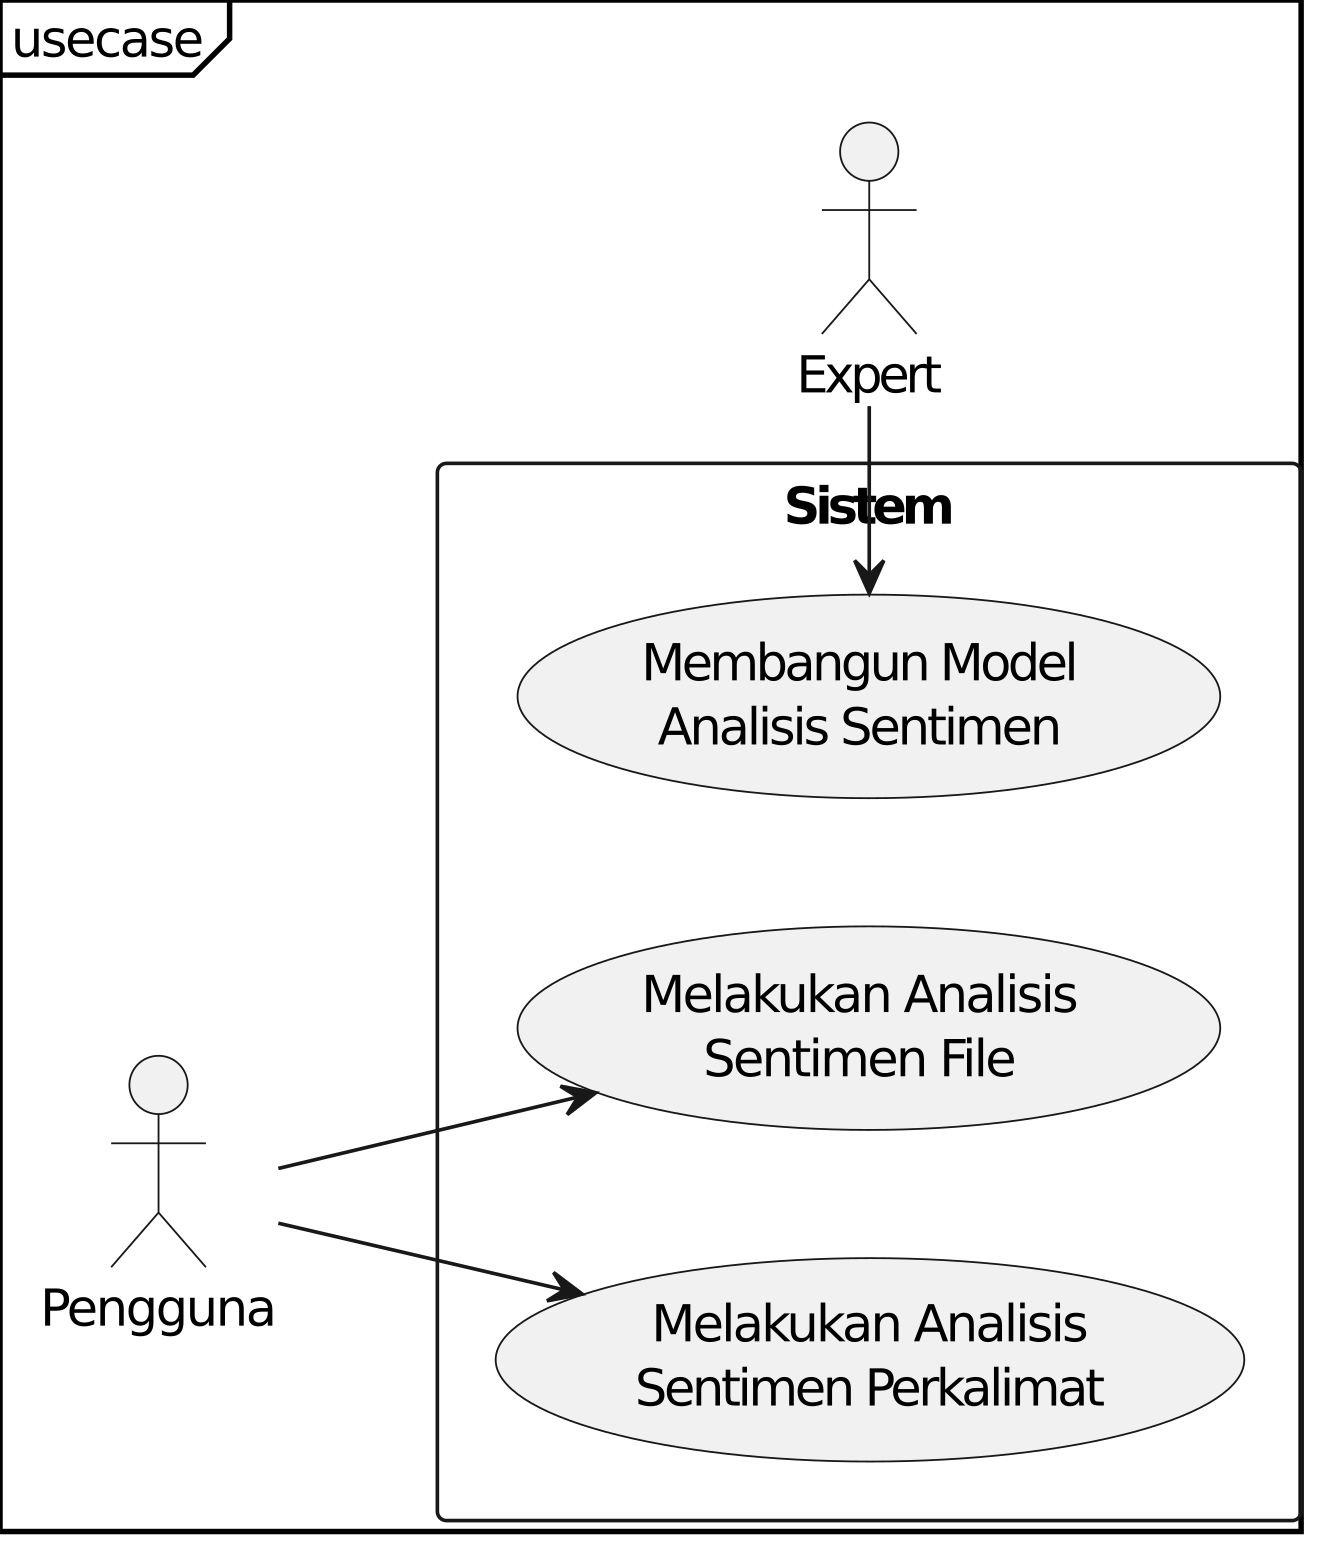 usecase
Expert
Sistem
Membangun Model
Analisis Sentimen
Melakukan Analisis
Sentimen File
Pengguna
Melakukan Analisis
Sentimen Perkalimat